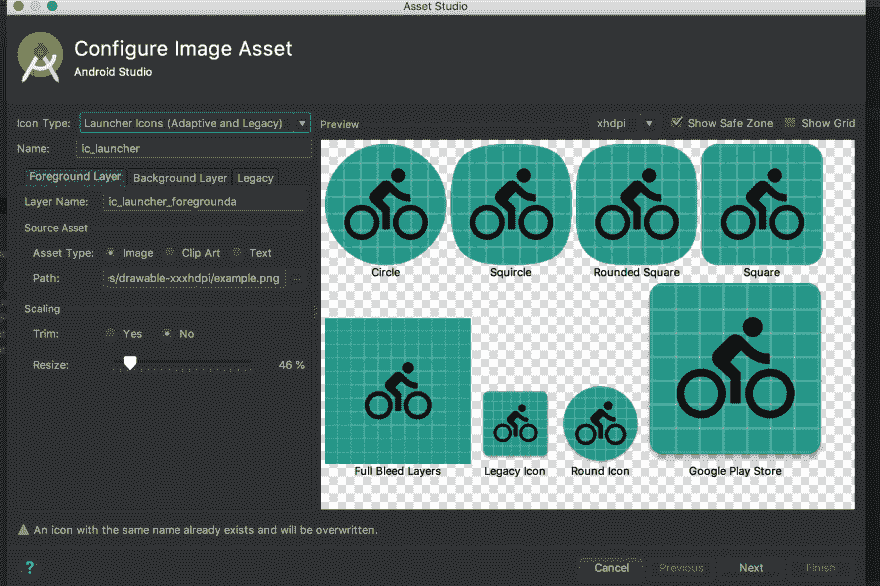 Asset Studio
Configure Image Asset
Android Studio
Icon Type: Launcher Icons (Adaptive and Legacy)
Name: ic_launcher
Foreground Layer Background Layer Legacy
Layer Name: ic_launcher_foregrounda
Source Asset
Asset Type: Image Clip Art Text
Path: s/drawable-xxxhdpi/example.png ...
Scaling
Trim: Yes No
Resize: 46 %
Preview xhdpi Show Safe Zone Show Grid
Circle Squircle Rounded Square Square
Full Bleed Layers Legacy Icon Round Icon Google Play Store
An icon with the same name already exists and will be overwritten.
? Cancel Previous Next Finish